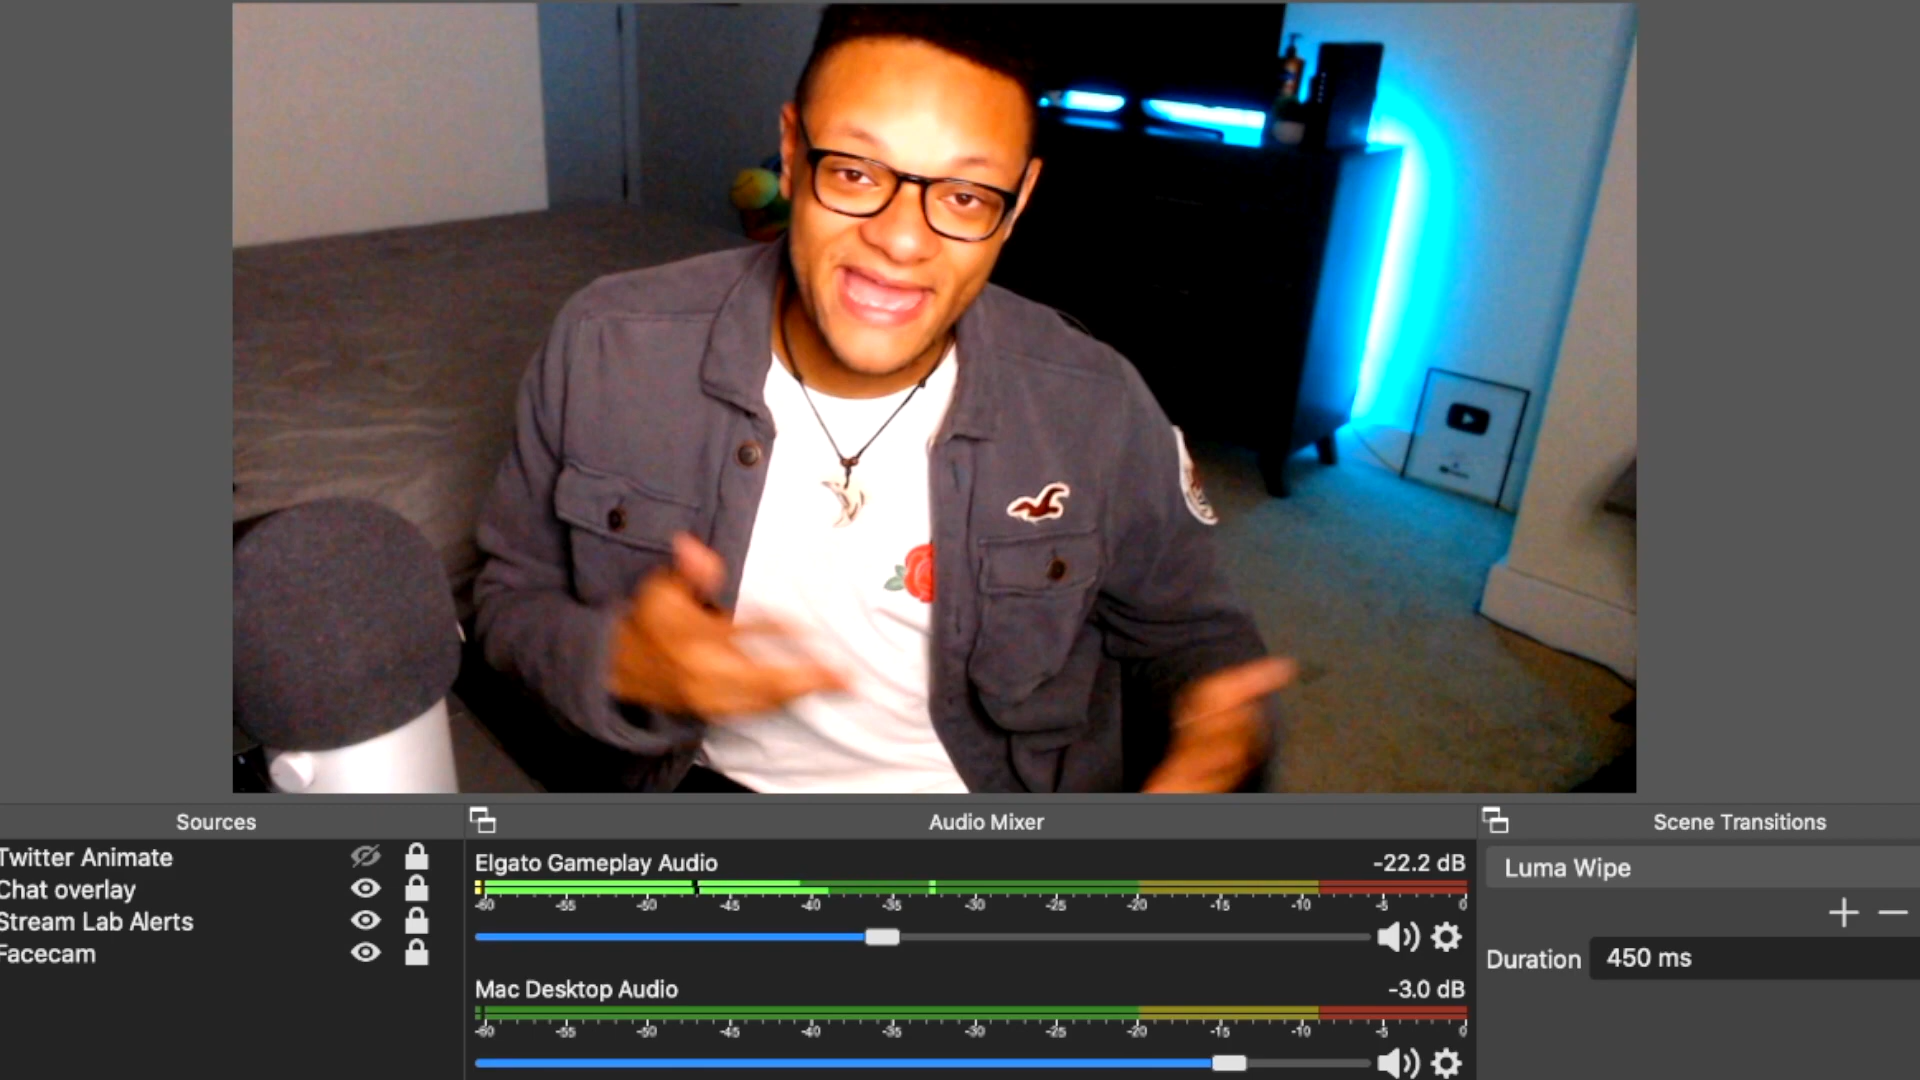 Sources
Audio Mixer
Scene Transitions
Twitter Animate
Chat overlay
Stream Lab Alerts
Facecam
Elgato Gameplay Audio
-22.2 dB
-60 -55 -50 -45 -40 -35 -30 -25 -20 -15 -10 -5 0
Mac Desktop Audio
-3.0 dB
-60 -55 -50 -45 -40 -35 -30 -25 -20 -15 -10 -5 0
Luma Wipe
Duration
450 ms